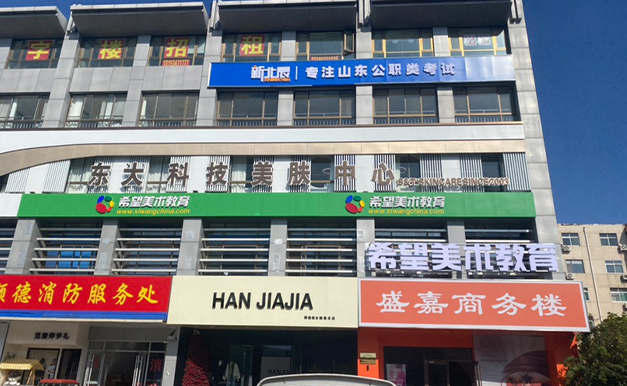 字楼招租
新北辰 专注山东公职类考试
东大科技美肤中心
希望美术教育
www.xiwangchina.com
希望美术教育
www.xiwangchina.com
希望美术教育
顺德消防服务处
HAN JIAJIA
盛嘉商务楼